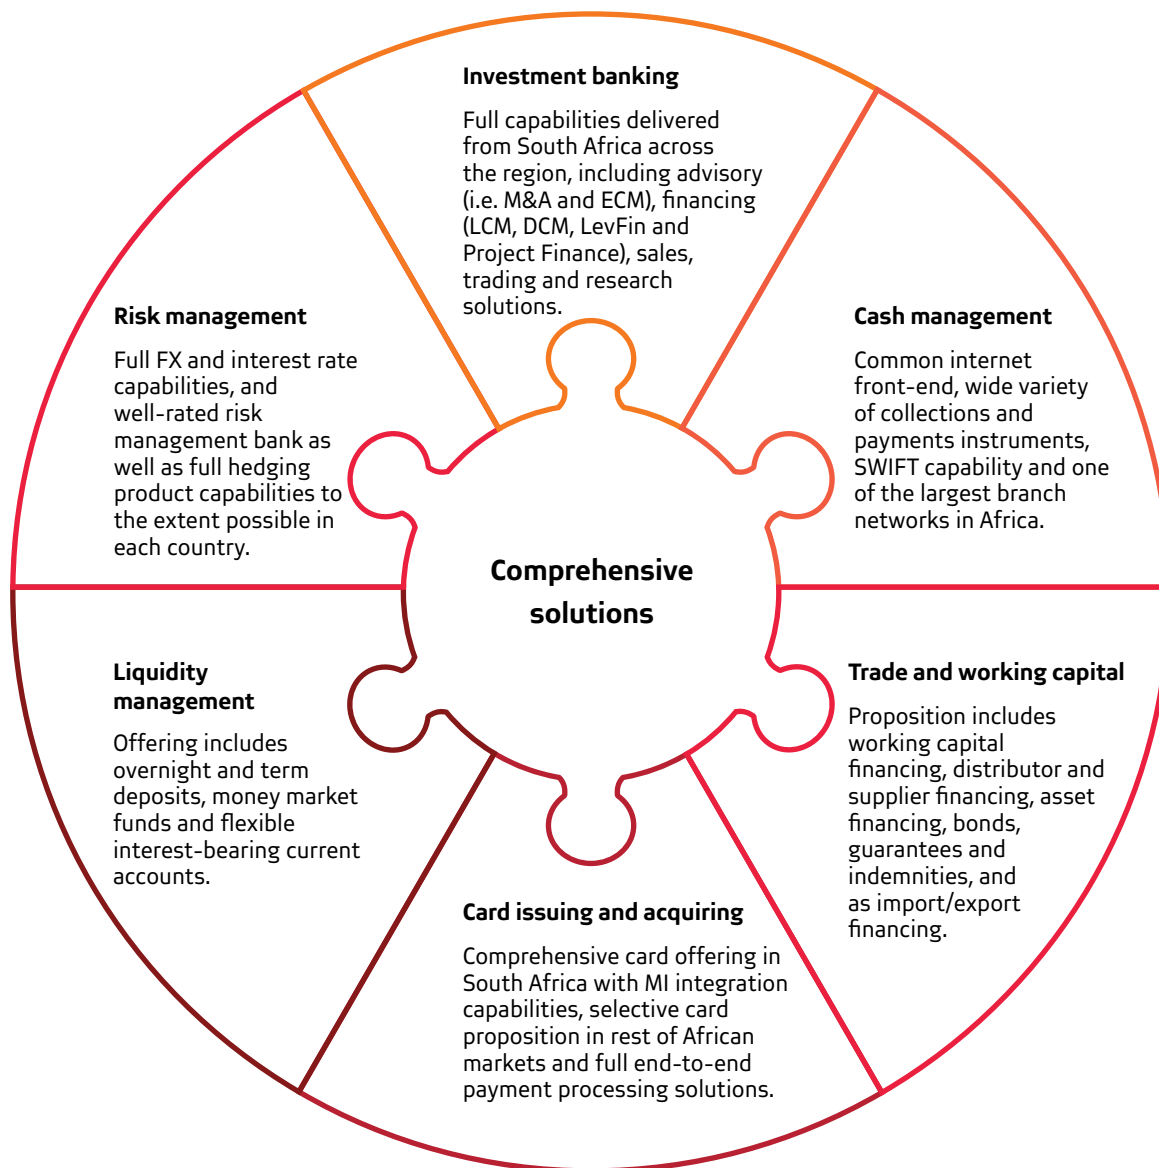 Investment banking
Full capabilities delivered
from South Africa across
the region, including advisory
(i.e. M&A and ECM), financing
(LCM, DCM, LevFin and
Project Finance), sales,
trading and research
solutions.
Cash management
Common internet
front-end, wide variety
of collections and
payments instruments,
SWIFT capability and one
of the largest branch
networks in Africa.
Trade and working capital
Proposition includes
working capital
financing, distributor and
supplier financing, asset
financing, bonds,
guarantees and
indemnities, and
as import/export
financing.
Card issuing and acquiring
Comprehensive card offering in
South Africa with MI integration
capabilities, selective card
proposition in rest of African
markets and full end-to-end
payment processing solutions.
Liquidity
management
Offering includes
overnight and term
deposits, money market
funds and flexible
interest-bearing current
accounts.
Risk management
Full FX and interest rate
capabilities, and
well-rated risk
management bank as
well as full hedging
product capabilities to
the extent possible in
each country.
Comprehensive
solutions